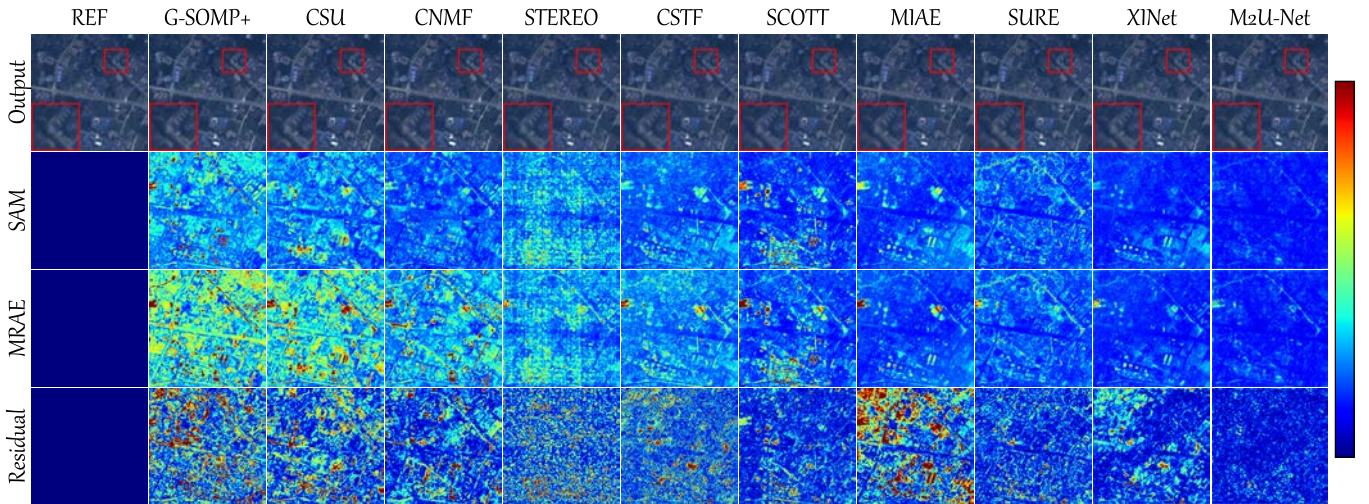 REF G-SOMP+ CSU CNMF STEREO CSTF SCOTT MIAE SURE XINet M2U-Net
Output
SAM
MRAE
Residual